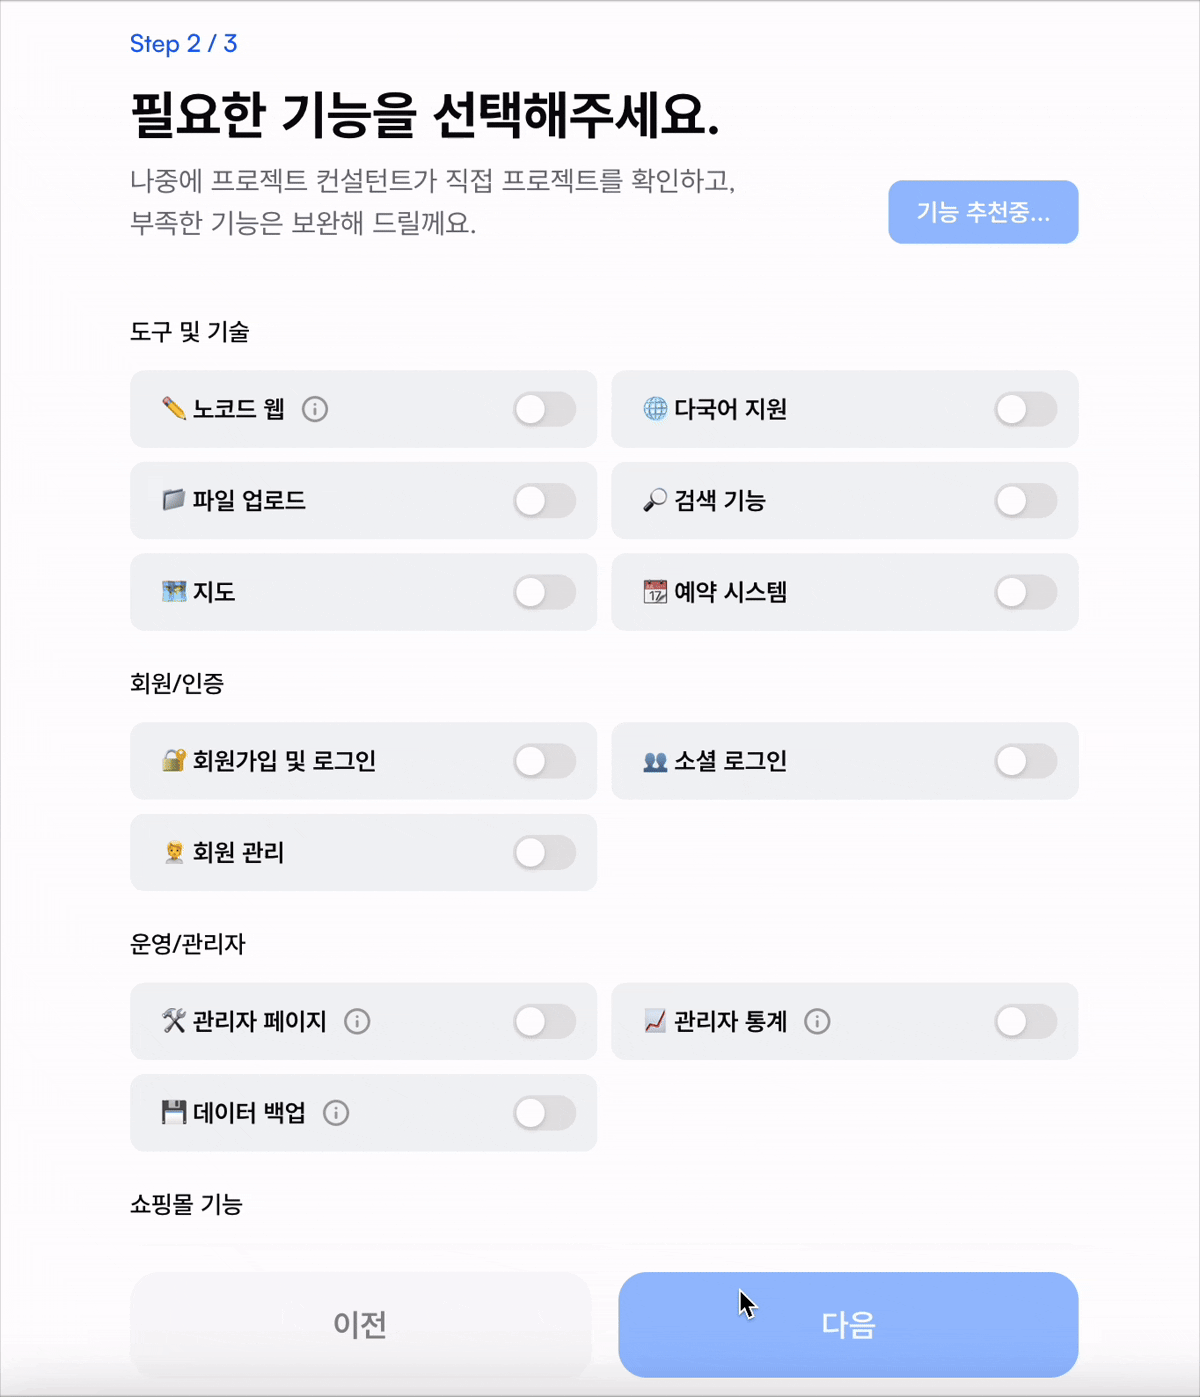 Step 2 / 3
필요한 기능을 선택해주세요.
나중에 프로젝트 컨설턴트가 직접 프로젝트를 확인하고,
부족한 기능은 보완해 드릴께요.
기능 추천중...
도구 및 기술
노코드 웹
다국어 지원
파일 업로드
검색 기능
지도
예약 시스템
회원/인증
회원가입 및 로그인
소셜 로그인
회원 관리
운영/관리자
관리자 페이지
관리자 통계
데이터 백업
쇼핑몰 기능
이전
다음